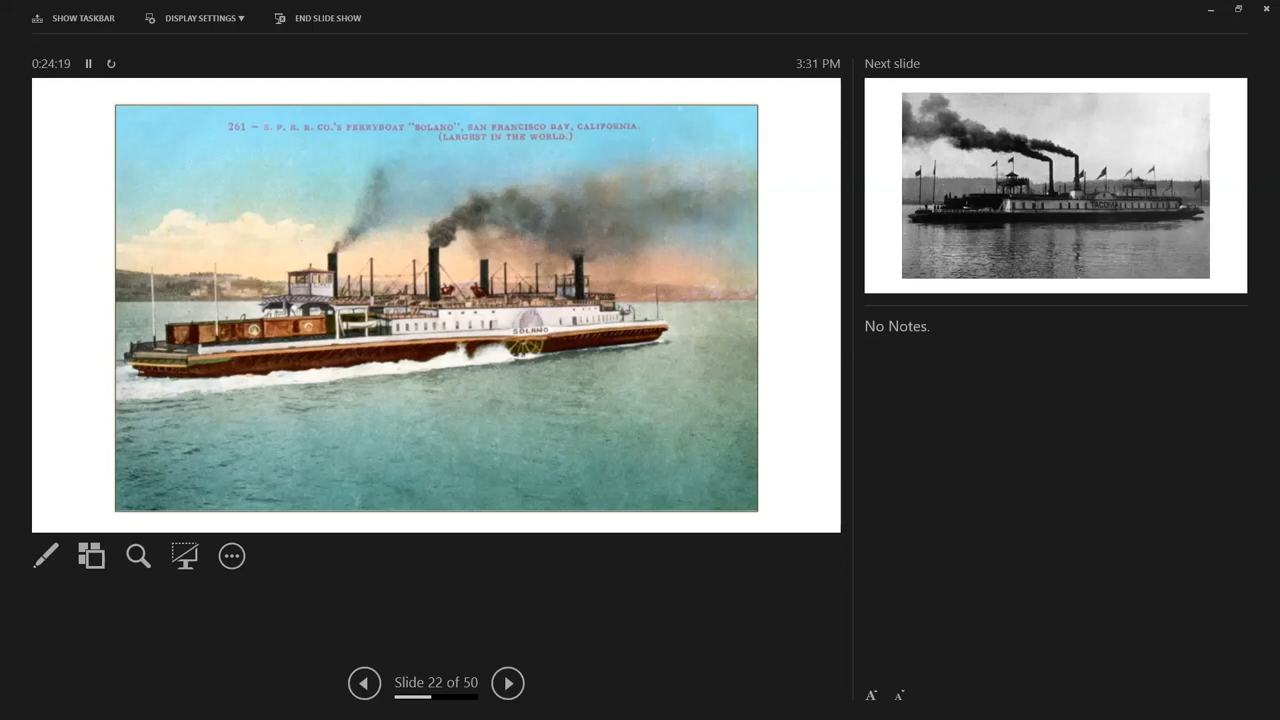 SHOW TASKBAR
DISPLAY SETTINGS ▼
END SLIDE SHOW
0:24:19
3:31 PM
Next slide
261 — S. P. R. R. CO.'S FERRYBOAT "SOLANO", SAN FRANCISCO BAY, CALIFORNIA.
(LARGEST IN THE WORLD.)
SOLANO
TACOMA
No Notes.
Slide 22 of 50
A
A